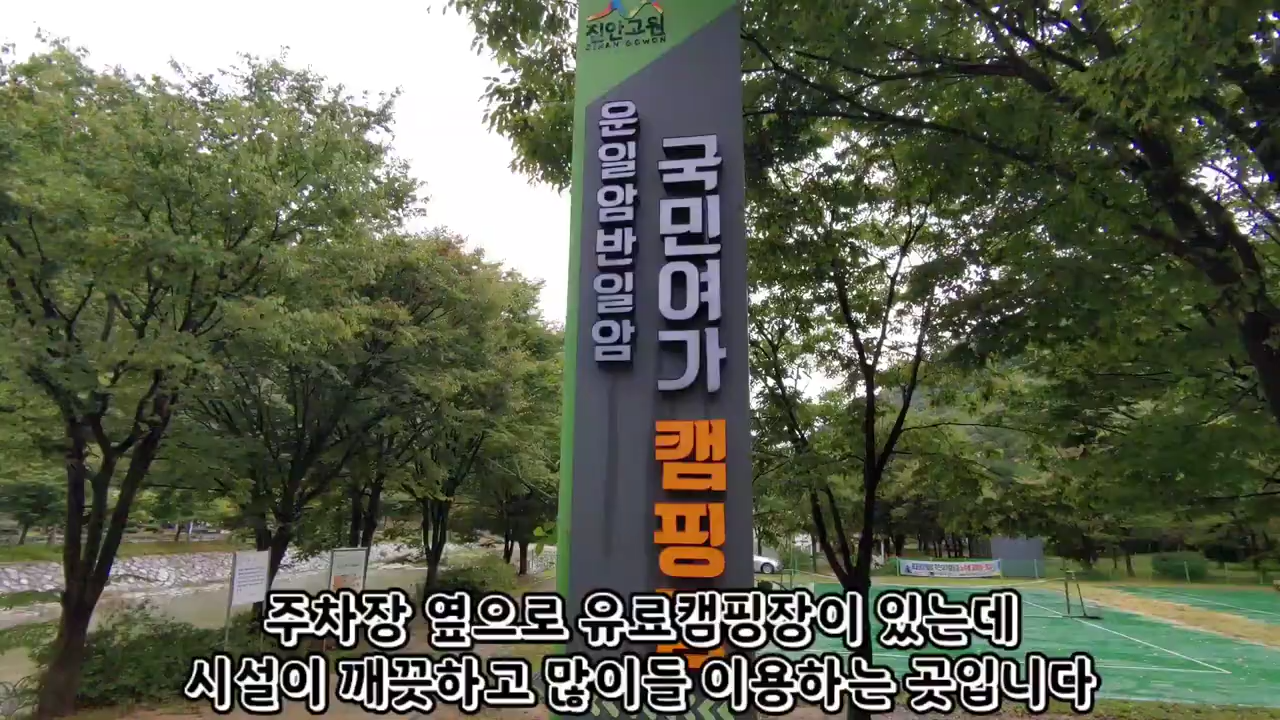 진안고원
JINAN GOWON
운일암반일암
국민여가
캠핑장
주차장 옆으로 유료캠핑장이 있는데
시설이 깨끗하고 많이들 이용하는 곳입니다